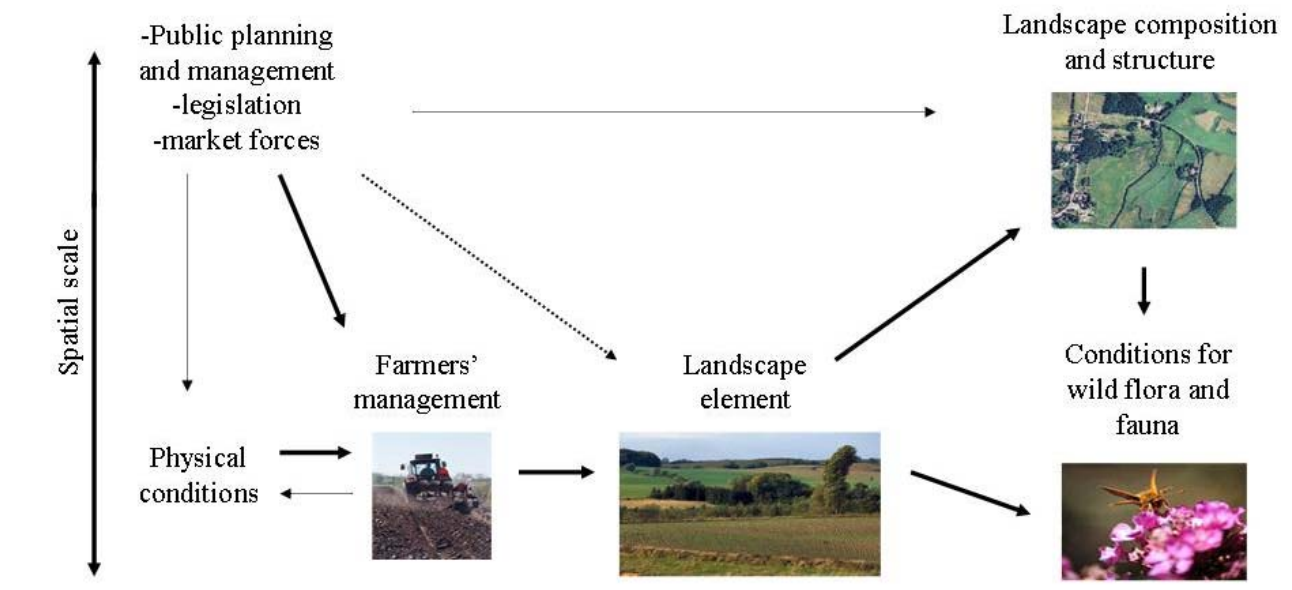 -Public planning
and management
-legislation
-market forces
Landscape composition
and structure
Spatial scale
Farmers’
management
Landscape
element
Conditions for
wild flora and
fauna
Physical
conditions